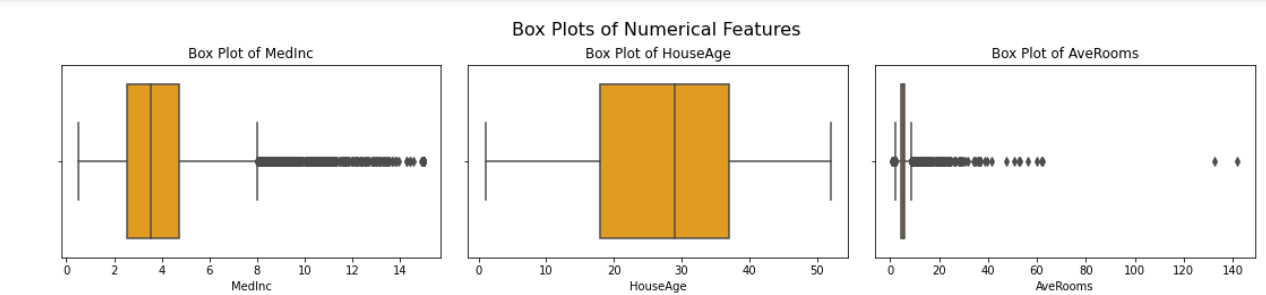 Box Plots of Numerical Features
Box Plot of MedInc
Box Plot of HouseAge
Box Plot of AveRooms
0 2 4 6 8 10 12 14
0 10 20 30 40 50
0 20 40 60 80 100 120 140
MedInc
HouseAge
AveRooms